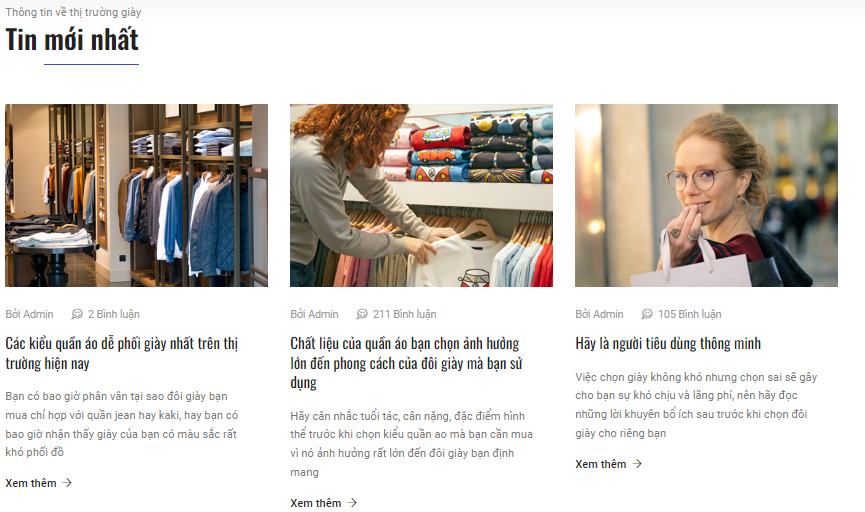 Thông tin về thị trường giày
Tin mới nhất
Bởi Admin 2 Bình luận
Các kiểu quần áo dễ phối giày nhất trên thị
trường hiện nay
Bạn có bao giờ phân vân tại sao đôi giày bạn
mua chỉ hợp với quần jean hay kaki, hay bạn có
bao giờ nhận thấy giày của bạn có màu sắc rất
khó phối đồ
Xem thêm
Bởi Admin 211 Bình luận
Chất liệu của quần áo bạn chọn ảnh hưởng
lớn đến phong cách của đôi giày mà bạn sử
dụng
Hãy cân nhắc tuổi tác, cân nặng, đặc điểm hình
thể trước khi chọn kiểu quần ao mà bạn cần mua
vì nó ảnh hưởng rất lớn đến đôi giày bạn định
mang
Xem thêm
Bởi Admin 105 Bình luận
Hãy là người tiêu dùng thông minh
Việc chọn giày không khó nhưng chọn sai sẽ gây
cho bạn sự khó chịu và lãng phí, nên hãy đọc
những lời khuyên bổ ích sau trước khi chọn đôi
giày cho riêng bạn
Xem thêm